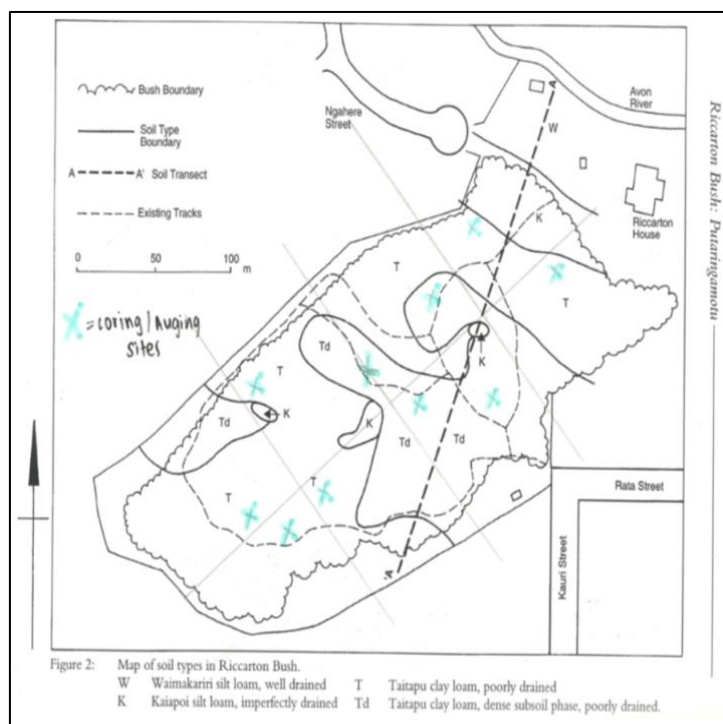 Bush Boundary
Soil Type
Boundary
A A' Soil Transect
Existing Tracks
0 50 100
m
X = coring/Auging
sites
Ngahere
Street
Avon
River
A
W
Riccarton
House
Riccarton Bush: Putaringamotu
K
T
T
Td
T
K
Td
K
K
Td
Td
T
T
A'
Rata Street
Kauri Street
Figure 2: Map of soil types in Riccarton Bush.
W Waimakariri silt loam, well drained T Taitapu clay loam, poorly drained
K Kaiapoi silt loam, imperfectly drained Td Taitapu clay loam, dense subsoil phase, poorly drained.